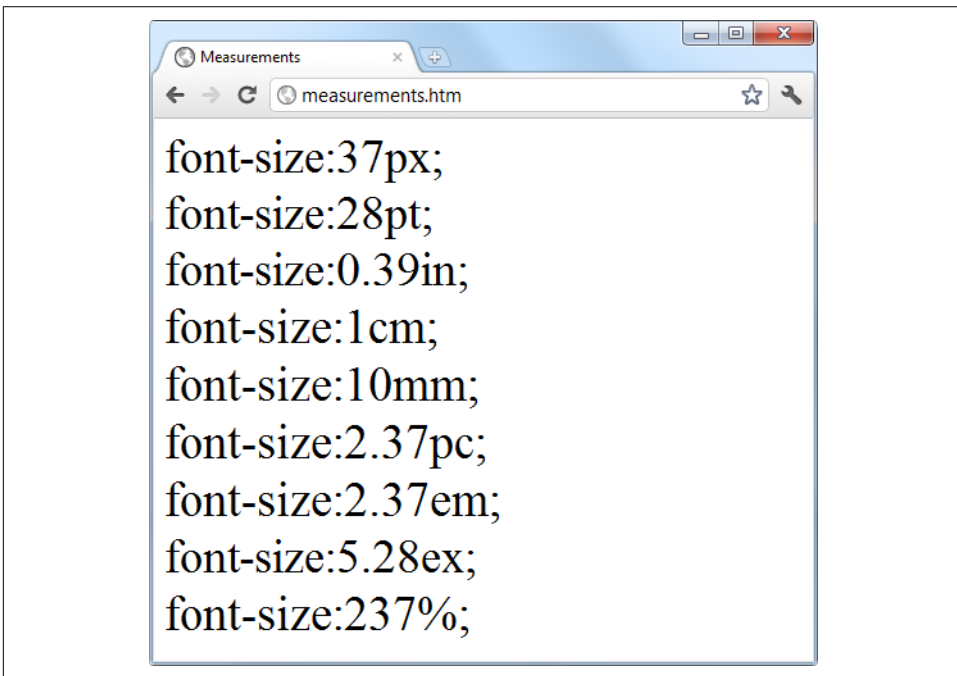 Measurements
measurements.htm
font-size:37px;
font-size:28pt;
font-size:0.39in;
font-size:1cm;
font-size:10mm;
font-size:2.37pc;
font-size:2.37em;
font-size:5.28ex;
font-size:237%;